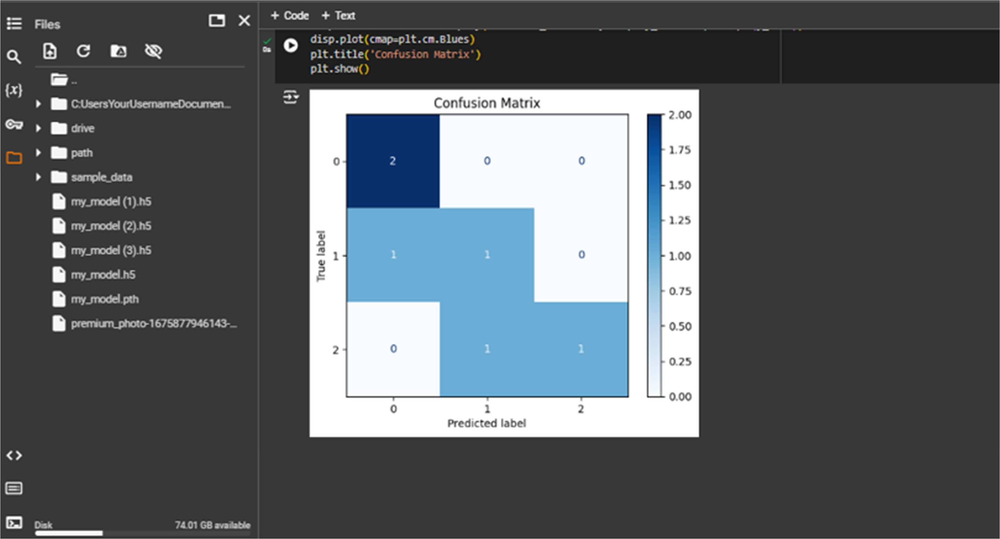 Files
..
C:UsersYourUsernameDocumen...
drive
path
sample_data
my_model (1).h5
my_model (2).h5
my_model (3).h5
my_model.h5
my_model.pth
premium_photo-1675877946143-...
Disk 74.01 GB available
{x}
+ Code + Text
0s
disp.plot(cmap=plt.cm.Blues)
plt.title('Confusion Matrix')
plt.show()
Confusion Matrix
True label
0 2 0 0
1 1 1 0
2 0 1 1
0 1 2
Predicted label
2.00
1.75
1.50
1.25
1.00
0.75
0.50
0.25
0.00